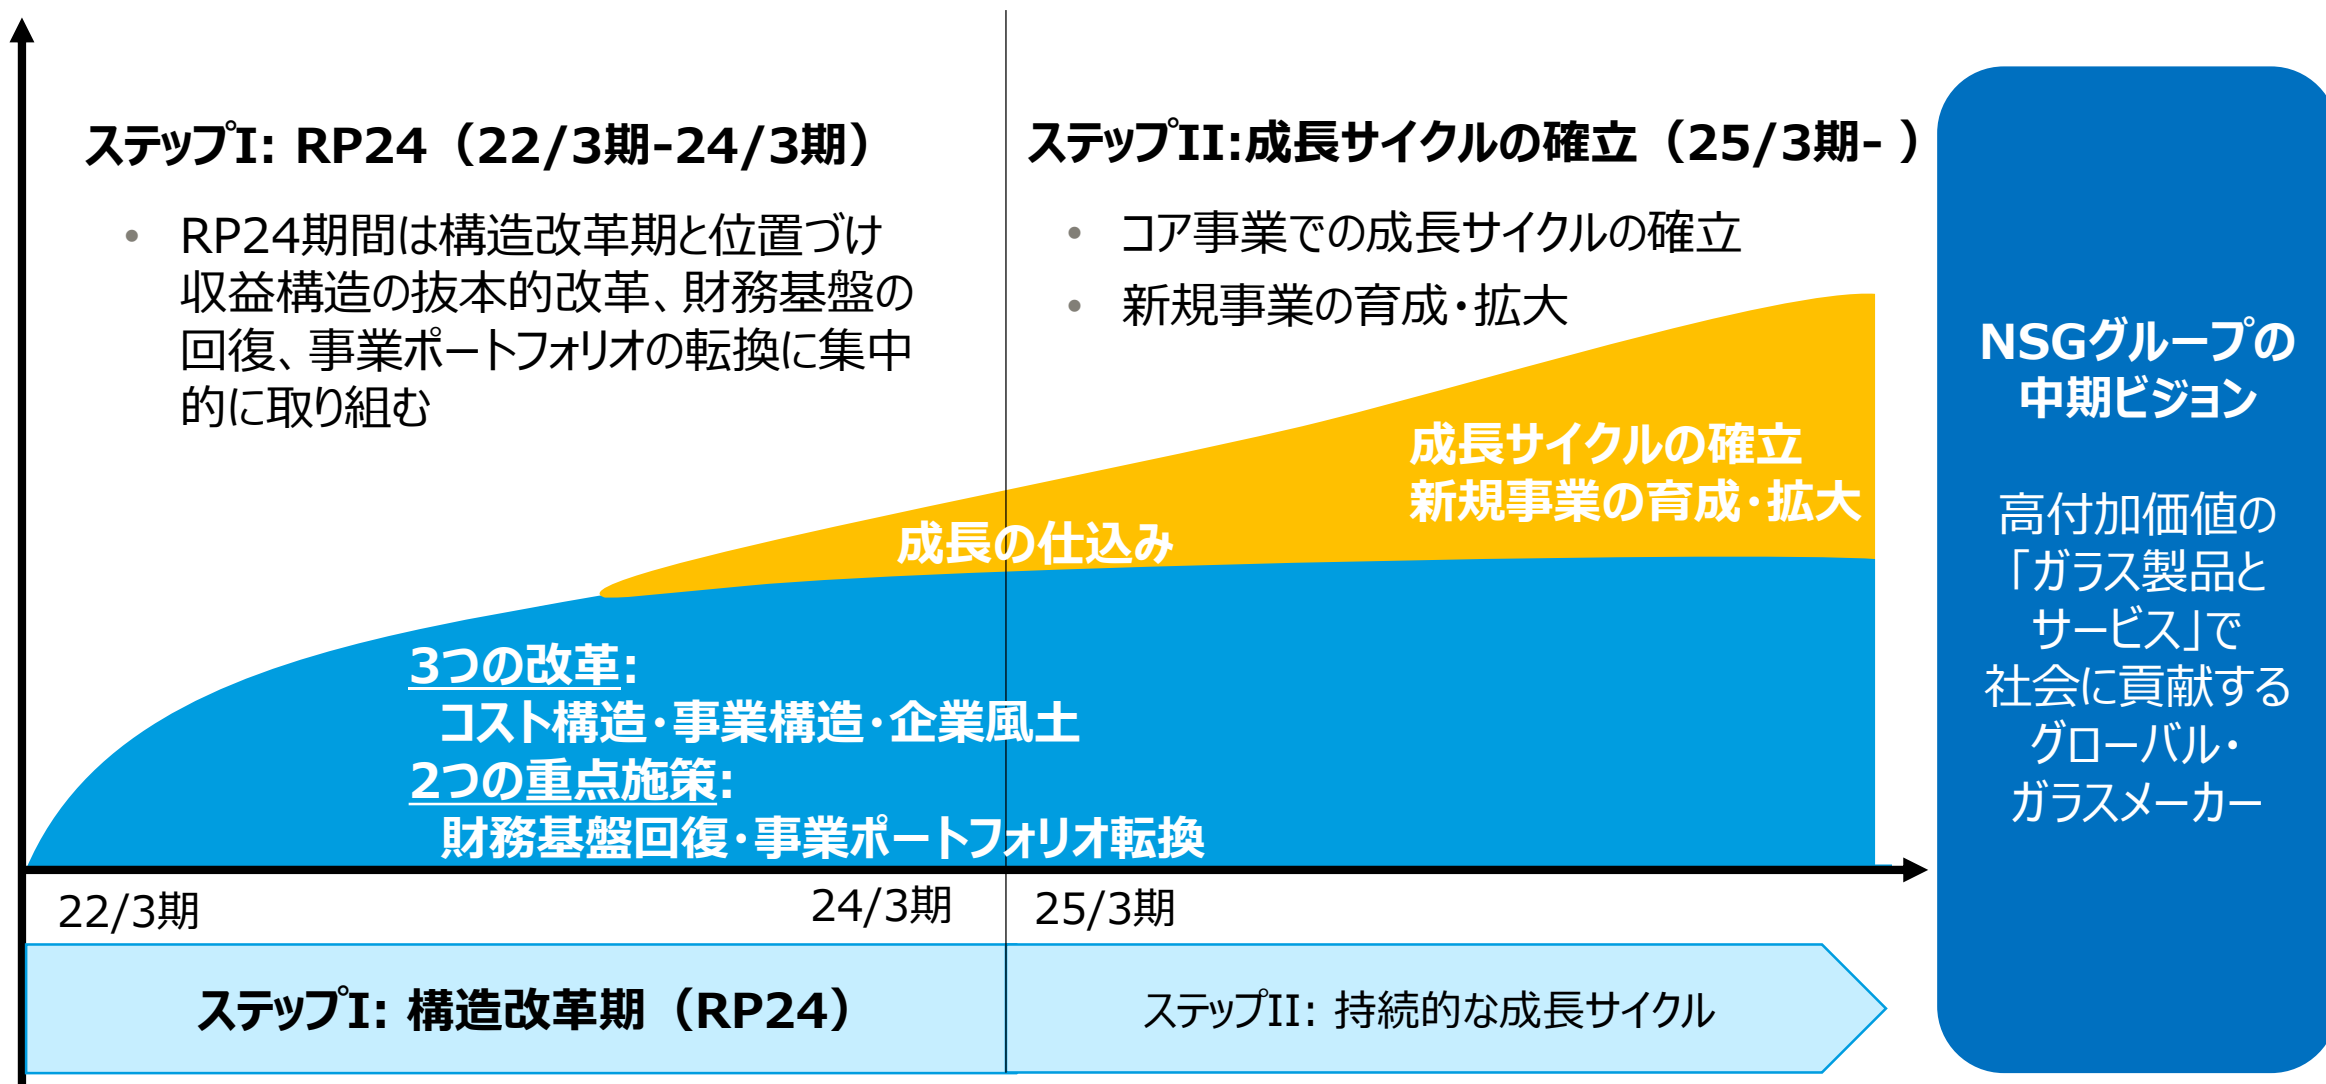 ステップI: RP24（22/3期-24/3期）
• RP24期間は構造改革期と位置づけ
収益構造の抜本的改革、財務基盤の
回復、事業ポートフォリオの転換に集中
的に取り組む
ステップII:成長サイクルの確立（25/3期- ）
• コア事業での成長サイクルの確立
• 新規事業の育成・拡大
成長サイクルの確立
新規事業の育成・拡大
成長の仕込み
3つの改革:
コスト構造・事業構造・企業風土
2つの重点施策:
財務基盤回復・事業ポートフォリオ転換
22/3期
24/3期
25/3期
ステップI: 構造改革期（RP24）
ステップII: 持続的な成長サイクル
NSGグループの
中期ビジョン
高付加価値の
「ガラス製品と
サービス」で
社会に貢献する
グローバル・
ガラスメーカー